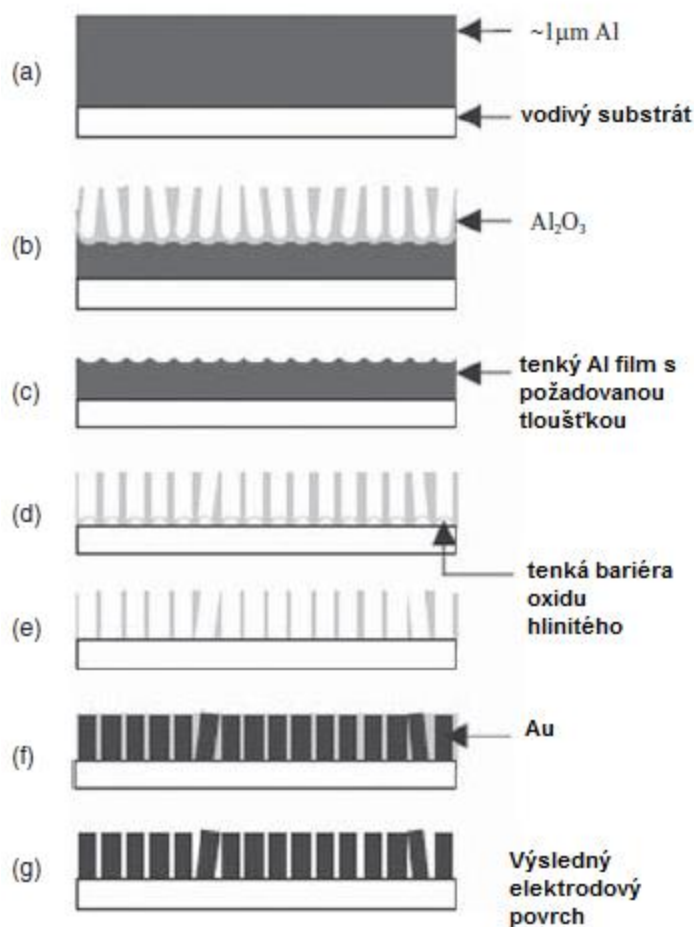 (a)
~1μm Al
vodivý substrát
(b)
Al₂O₃
(c)
tenký Al film s
požadovanou
tloušťkou
(d)
tenká bariéra
oxidu
hlinitého
(e)
(f)
Au
(g)
Výsledný
elektrodový
povrch